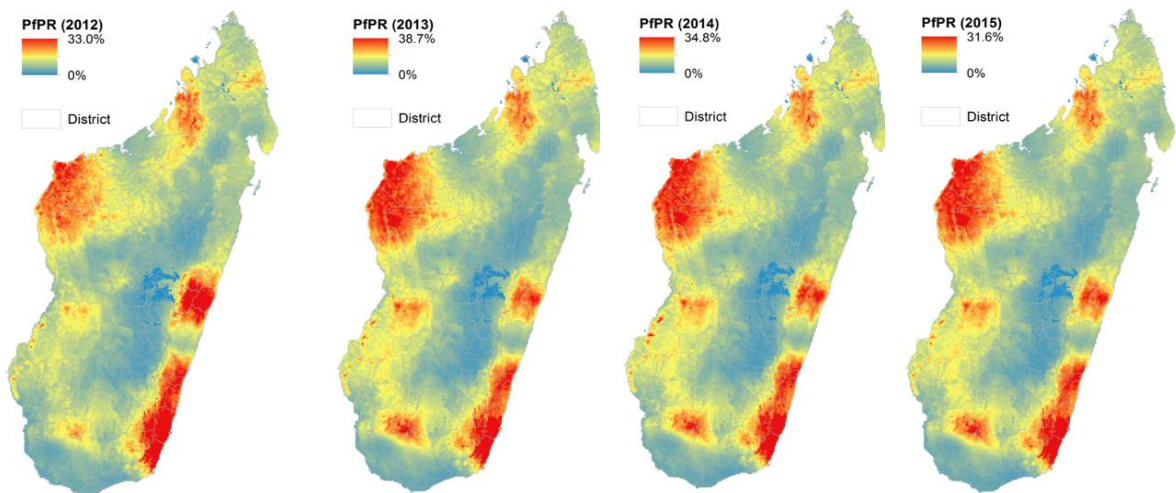 PfPR (2012)
33.0%
0%
District
PfPR (2013)
38.7%
0%
District
PfPR (2014)
34.8%
0%
District
PfPR (2015)
31.6%
0%
District